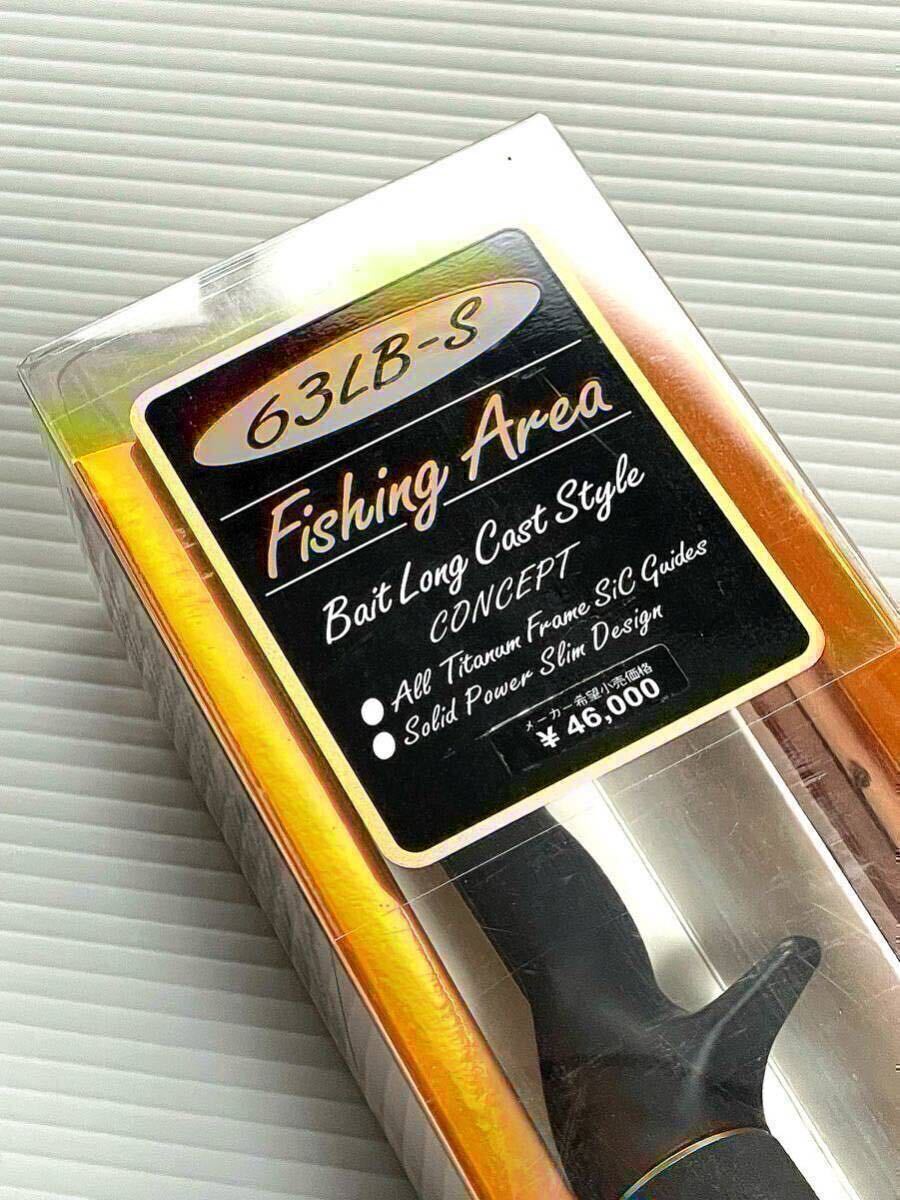 63LB-S
Fishing Area
Bait Long Cast Style
CONCEPT
All Titanum Frame SiC Guides
Solid Power Slim Design
メーカー希望小売価格
¥ 46,000